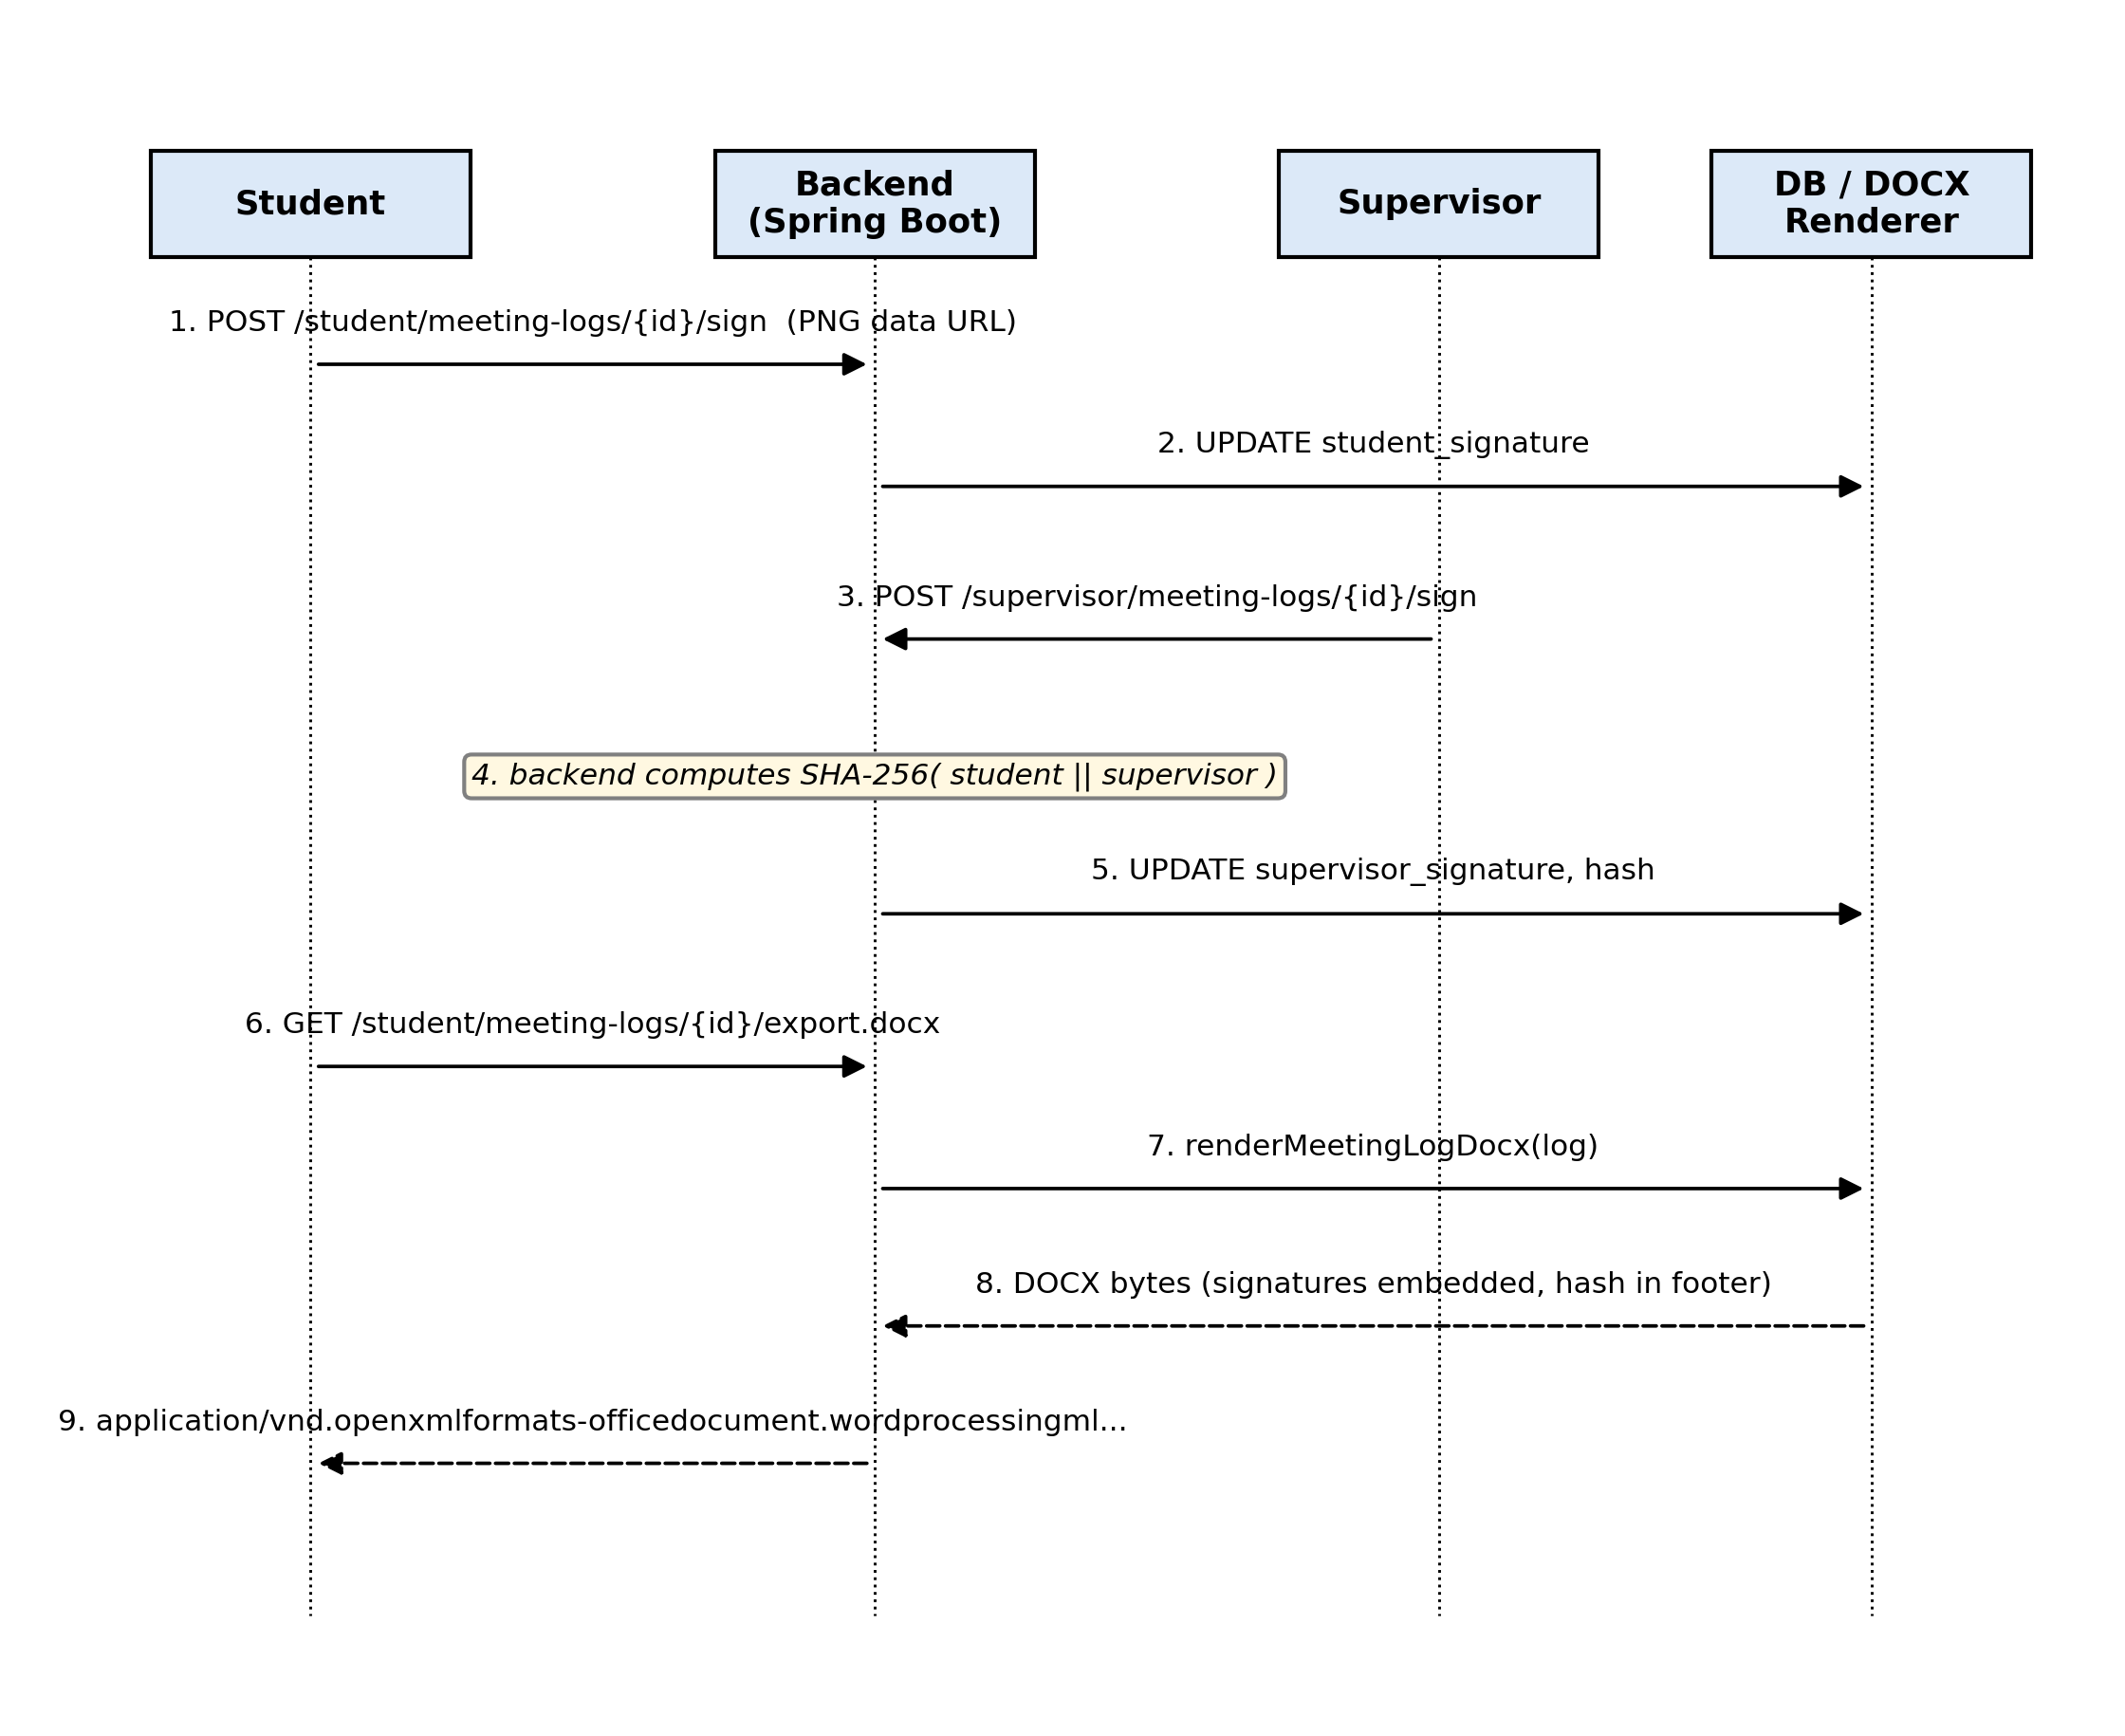 Student
Backend
(Spring Boot)
Supervisor
DB / DOCX
Renderer
1. POST /student/meeting-logs/{id}/sign  (PNG data URL)
2. UPDATE student_signature
3. POST /supervisor/meeting-logs/{id}/sign
4. backend computes SHA-256( student || supervisor )
5. UPDATE supervisor_signature, hash
6. GET /student/meeting-logs/{id}/export.docx
7. renderMeetingLogDocx(log)
8. DOCX bytes (signatures embedded, hash in footer)
9. application/vnd.openxmlformats-officedocument.wordprocessingml...